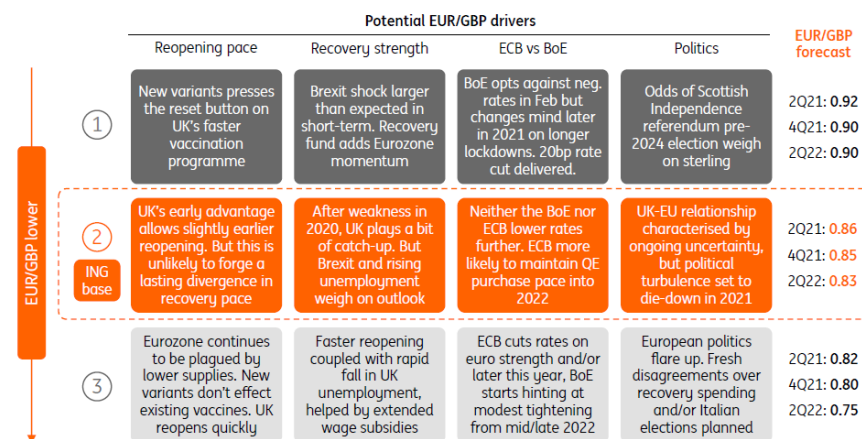 Potential EUR/GBP drivers
Reopening pace
Recovery strength
ECB vs BoE
Politics
EUR/GBP
forecast
EUR/GBP lower
1
New variants presses
the reset button on
UK's faster
vaccination
programme
Brexit shock larger
than expected in
short-term. Recovery
fund adds Eurozone
momentum
BoE opts against neg.
rates in Feb but
changes mind later
in 2021 on longer
lockdowns. 20bp rate
cut delivered.
Odds of Scottish
Independence
referendum pre-
2024 election weigh
on sterling
2Q21: 0.92
4Q21: 0.90
2Q22: 0.90
2
ING
base
UK's early advantage
allows slightly earlier
reopening. But this is
unlikely to forge a
lasting divergence in
recovery pace
After weakness in
2020, UK plays a bit
of catch-up. But
Brexit and rising
unemployment
weigh on outlook
Neither the BoE nor
ECB lower rates
further. ECB more
likely to maintain QE
purchase pace into
2022
UK-EU relationship
characterised by
ongoing uncertainty,
but political
turbulence set to
die-down in 2021
2Q21: 0.86
4Q21: 0.85
2Q22: 0.83
3
Eurozone continues
to be plagued by
lower supplies. New
variants don't effect
existing vaccines. UK
reopens quickly
Faster reopening
coupled with rapid
fall in UK
unemployment,
helped by extended
wage subsidies
ECB cuts rates on
euro strength and/or
later this year, BoE
starts hinting at
modest tightening
from mid/late 2022
European politics
flare up. Fresh
disagreements over
recovery spending
and/or Italian
elections planned
2Q21: 0.82
4Q21: 0.80
2Q22: 0.75